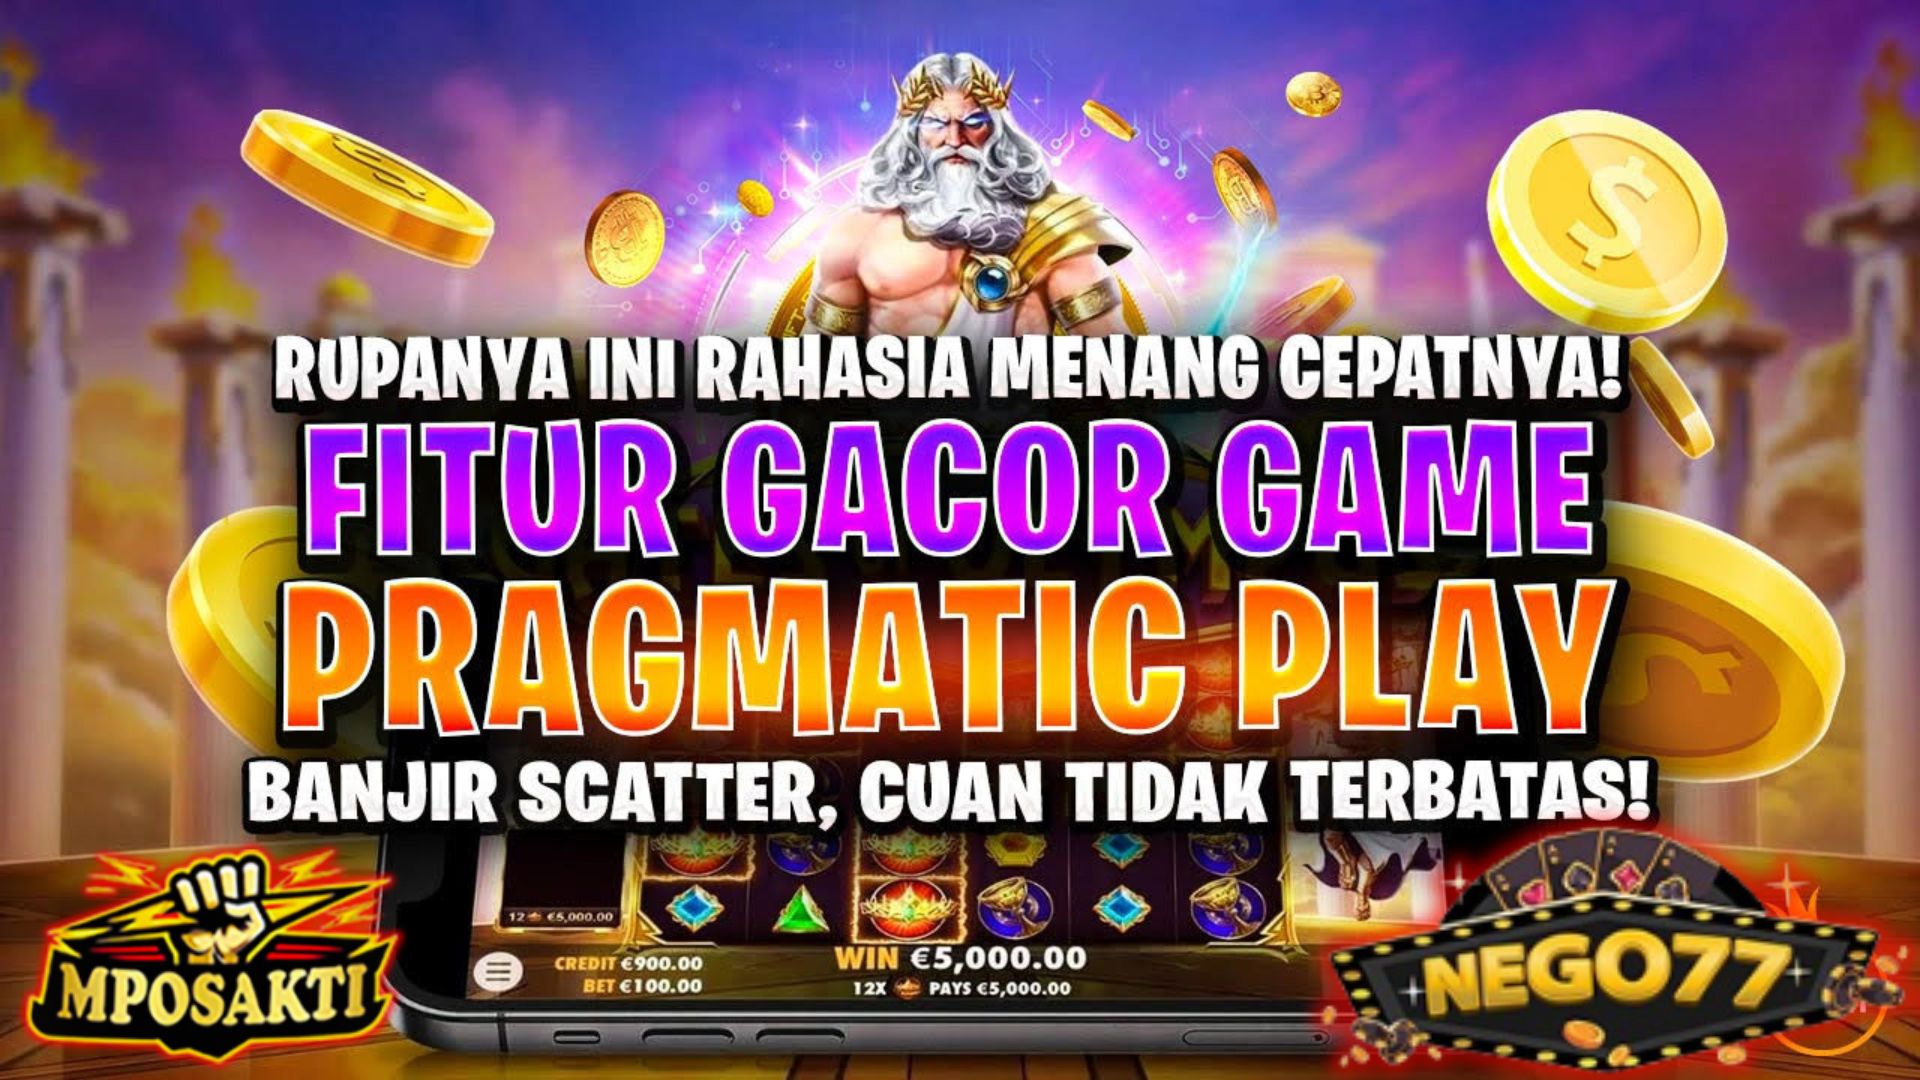 RUPANYA INI RAHASIA MENANG CEPATNYA!
FITUR GACOR GAME
PRAGMATIC PLAY
BANJIR SCATTER, CUAN TIDAK TERBATAS!
12 €5,000.00
CREDIT €900.00
BET €100.00
WIN €5,000.00
12X PAYS €5,000.00
MPOSAKTI
NEGO77